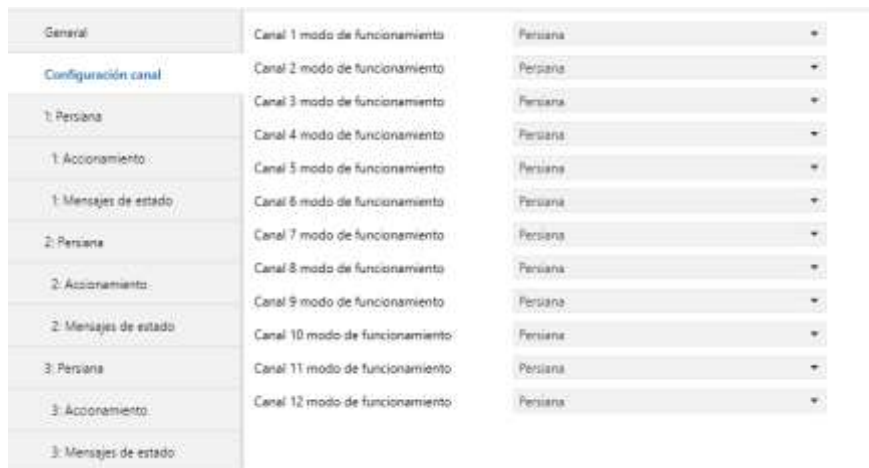 General
Configuración canal
1: Persiana
1: Accionamiento
1: Mensajes de estado
2: Persiana
2: Accionamiento
2: Mensajes de estado
3: Persiana
3: Accionamiento
3: Mensajes de estado
Canal 1 modo de funcionamiento Persiana
Canal 2 modo de funcionamiento Persiana
Canal 3 modo de funcionamiento Persiana
Canal 4 modo de funcionamiento Persiana
Canal 5 modo de funcionamiento Persiana
Canal 6 modo de funcionamiento Persiana
Canal 7 modo de funcionamiento Persiana
Canal 8 modo de funcionamiento Persiana
Canal 9 modo de funcionamiento Persiana
Canal 10 modo de funcionamiento Persiana
Canal 11 modo de funcionamiento Persiana
Canal 12 modo de funcionamiento Persiana